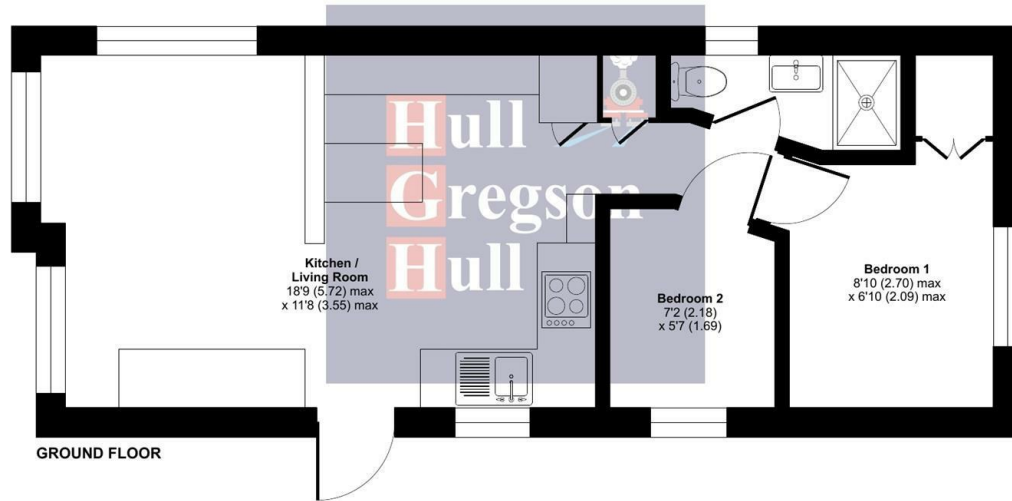 Hull
Gregson
Hull
Kitchen /
Living Room
18'9 (5.72) max
x 11'8 (3.55) max
Bedroom 2
7'2 (2.18)
x 5'7 (1.69)
Bedroom 1
8'10 (2.70) max
x 6'10 (2.09) max
GROUND FLOOR